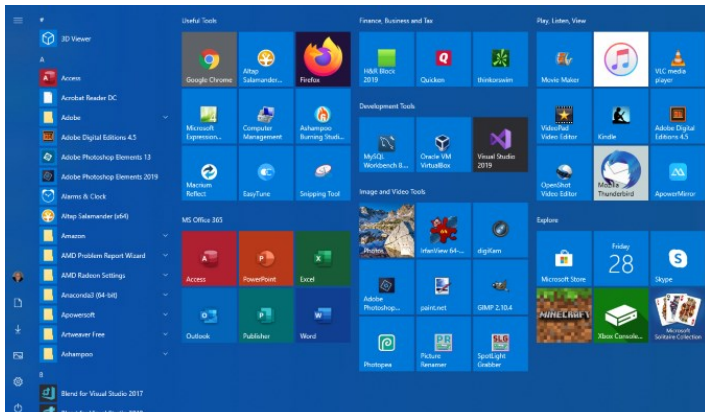 #
3D Viewer
A
Access
Acrobat Reader DC
Adobe
Adobe Digital Editions 4.5
Adobe Photoshop Elements 13
Adobe Photoshop Elements 2019
Alarms & Clock
Altap Salamander (x64)
Amazon
AMD Problem Report Wizard
AMD Radeon Settings
Anaconda3 (64-bit)
Apowersoft
Artweaver Free
Ashampoo
B
Blend for Visual Studio 2017
Useful Tools
Google Chrome
Altap
Salamander...
Firefox
Microsoft
Expression...
Computer
Management
Ashampoo
Burning Studi...
Macrium
Reflect
EasyTune
Snipping Tool
MS Office 365
Access
PowerPoint
Excel
Outlook
Publisher
Word
Finance, Business and Tax
H&R Block
2019
Quicken
thinkorswim
Development Tools
MySQL
Workbench 8...
Oracle VM
VirtualBox
Visual Studio
2019
Image and Video Tools
Photos
IrfanView 64-...
digiKam
Adobe
Photoshop...
paint.net
GIMP 2.10.4
Photopea
Picture
Renamer
SpotLight
Grabber
Play, Listen, View
Movie Maker
VLC media
player
VideoPad
Video Editor
Kindle
Adobe Digital
Editions 4.5
OpenShot
Video Editor
Mozilla
Thunderbird
ApowerMirror
Explore
Microsoft Store
Friday
28
Skype
MINECRAFT
Xbox Console...
Microsoft
Solitaire Collection